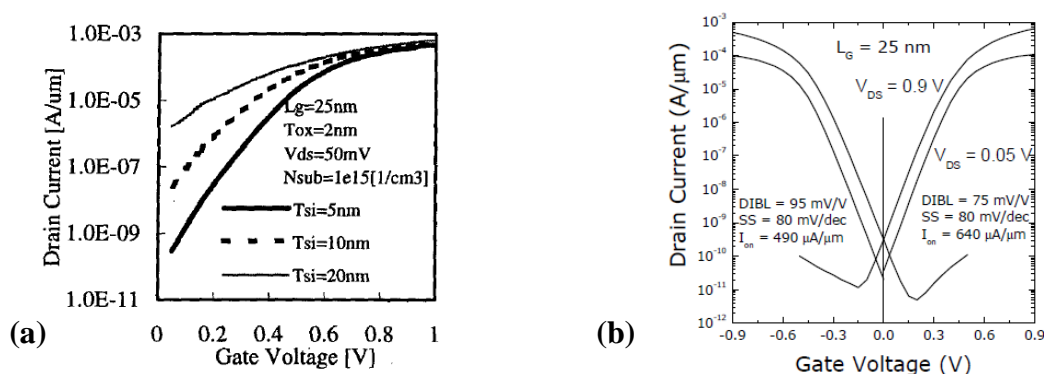 Drain Current [A/um]
1.0E-03
1.0E-05
1.0E-07
1.0E-09
1.0E-11
Lg=25nm
Tox=2nm
Vds=50mV
Nsub=1e15[1/cm3]
Tsi=5nm
Tsi=10nm
Tsi=20nm
0 0.2 0.4 0.6 0.8 1
Gate Voltage [V]
(a)
Drain Current (A/μm)
10⁻³
10⁻⁴
10⁻⁵
10⁻⁶
10⁻⁷
10⁻⁸
10⁻⁹
10⁻¹⁰
10⁻¹¹
10⁻¹²
L_G = 25 nm
V_DS = 0.9 V
V_DS = 0.05 V
DIBL = 95 mV/V
SS = 80 mV/dec
I_on = 490 μA/μm
DIBL = 75 mV/V
SS = 80 mV/dec
I_on = 640 μA/μm
-0.9 -0.6 -0.3 0.0 0.3 0.6 0.9
Gate Voltage (V)
(b)